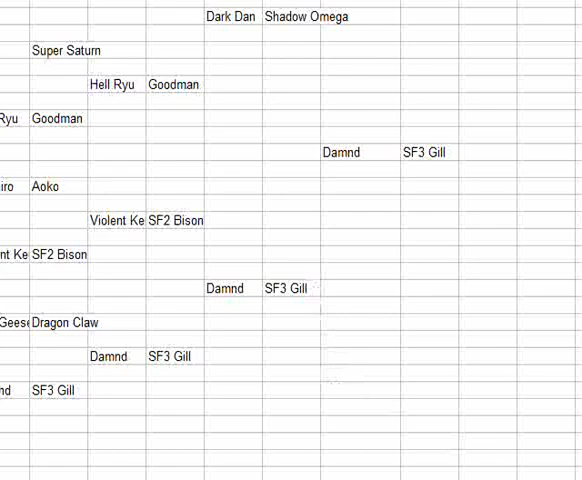 Dark Dan Shadow Omega
Super Saturn
Hell Ryu Goodman
Ryu Goodman
Damnd SF3 Gill
iro Aoko
Violent Ke SF2 Bison
nt Ke SF2 Bison
Damnd SF3 Gill
Geese Dragon Claw
Damnd SF3 Gill
nd SF3 Gill